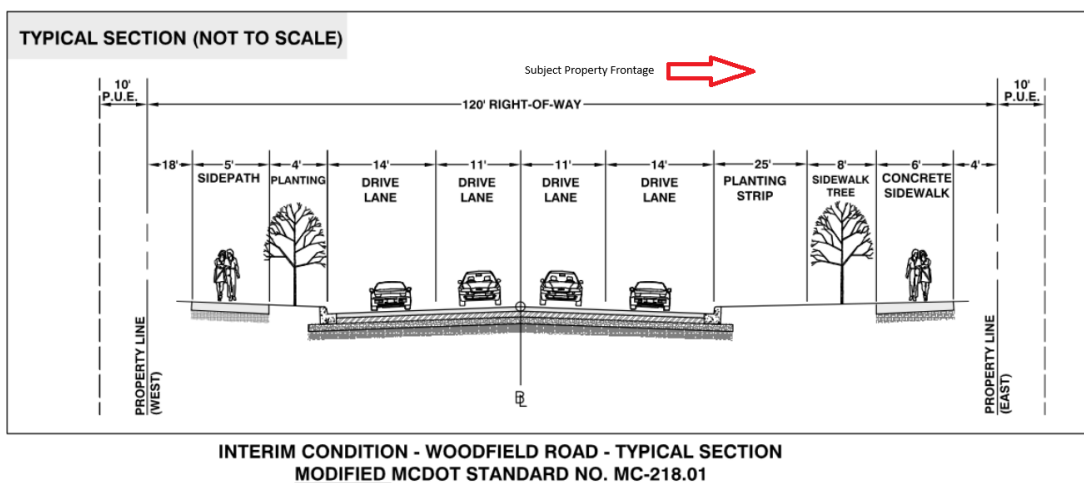 TYPICAL SECTION (NOT TO SCALE)
Subject Property Frontage
10'
P.U.E.
120' RIGHT-OF-WAY
10'
P.U.E.
18'
5'
SIDEPATH
4'
PLANTING
14'
DRIVE
LANE
11'
DRIVE
LANE
11'
DRIVE
LANE
14'
DRIVE
LANE
25'
PLANTING
STRIP
8'
SIDEWALK
TREE
6'
CONCRETE
SIDEWALK
4'
PROPERTY LINE
(WEST)
BL
PROPERTY LINE
(EAST)
INTERIM CONDITION - WOODFIELD ROAD - TYPICAL SECTION
MODIFIED MCDOT STANDARD NO. MC-218.01